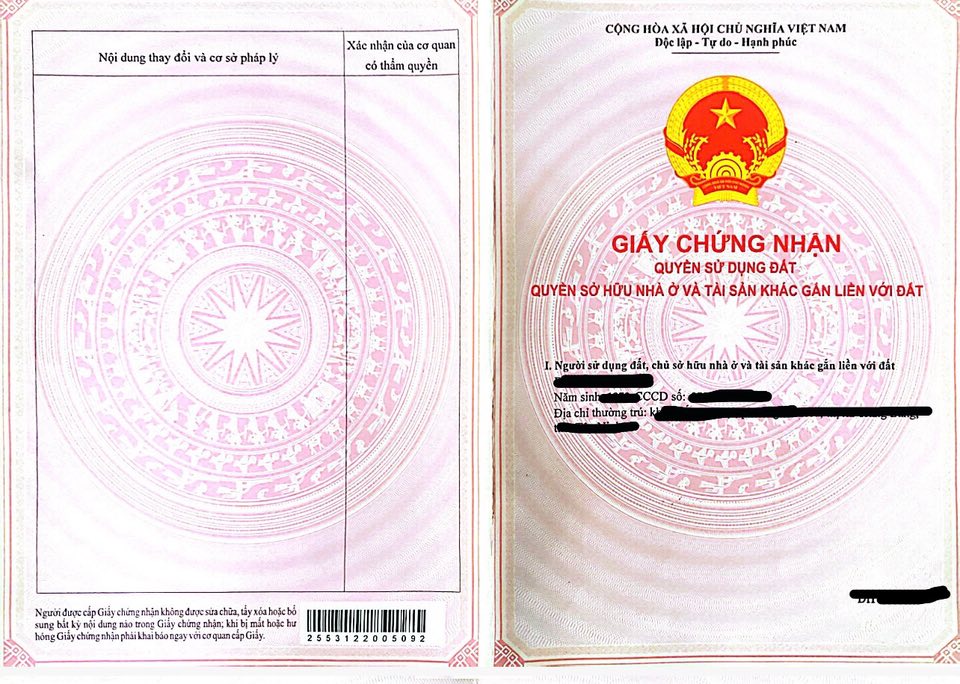 Nội dung thay đổi và cơ sở pháp lý
Xác nhận của cơ quan
có thẩm quyền
Người được cấp Giấy chứng nhận không được sửa chữa, tẩy xóa hoặc bổ
sung bất kỳ nội dung nào trong Giấy chứng nhận; khi bị mất hoặc hư
hỏng Giấy chứng nhận phải khai báo ngay với cơ quan cấp Giấy.
2553122005092
CỘNG HÒA XÃ HỘI CHỦ NGHĨA VIỆT NAM
Độc lập - Tự do - Hạnh phúc
VIỆT NAM
GIẤY CHỨNG NHẬN
QUYỀN SỬ DỤNG ĐẤT
QUYỀN SỞ HỮU NHÀ Ở VÀ TÀI SẢN KHÁC GẮN LIỀN VỚI ĐẤT
I. Người sử dụng đất, chủ sở hữu nhà ở và tài sản khác gắn liền với đất
Năm sinh CCCD số:
Địa chỉ thường trú: